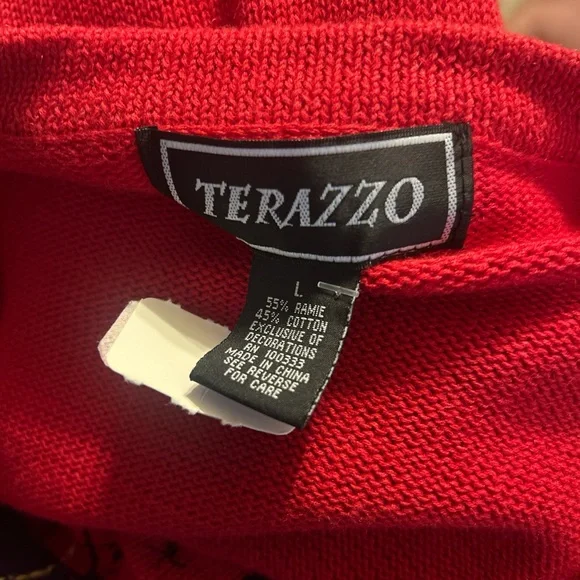 TERAZZO
L
55% RAMIE
45% COTTON
EXCLUSIVE OF
DECORATIONS
RN 100333
MADE IN CHINA
SEE REVERSE
FOR CARE